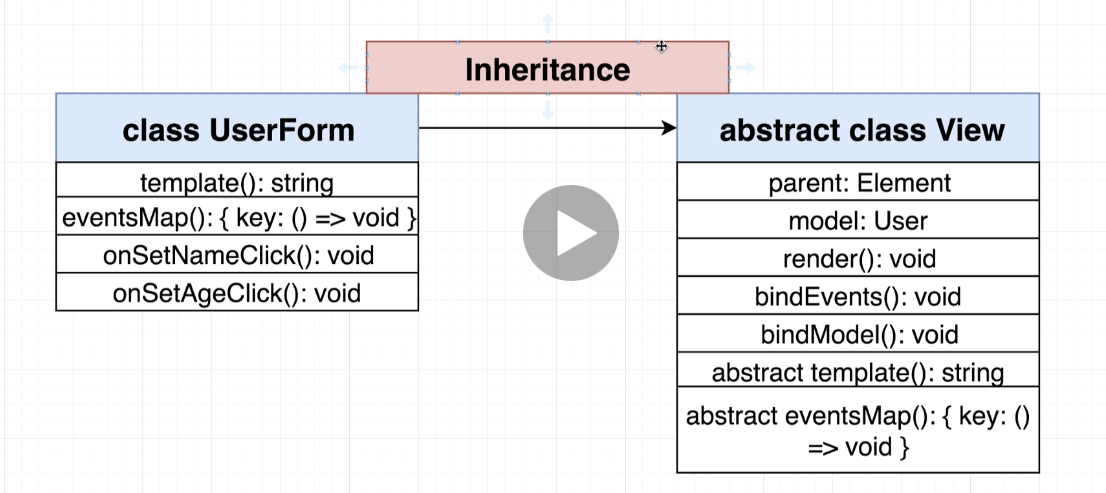 Inheritance
class UserForm
template(): string
eventsMap(): { key: () => void }
onSetNameClick(): void
onSetAgeClick(): void
abstract class View
parent: Element
model: User
render(): void
bindEvents(): void
bindModel(): void
abstract template(): string
abstract eventsMap(): { key: ()
=> void }